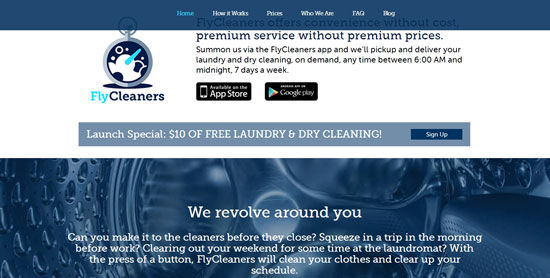 Home How it Works Prices Who We Are FAQ Blog
FlyCleaners offers convenience without cost,
premium service without premium prices.
Summon us via the FlyCleaners app and we'll pickup and deliver your
laundry and dry cleaning, on demand, any time between 6:00 AM and
midnight, 7 days a week.
FlyCleaners
Available on the
App Store
ANDROID APP ON
Google play
Launch Special: $10 OF FREE LAUNDRY & DRY CLEANING!
Sign Up
We revolve around you
Can you make it to the cleaners before they close? Squeeze in a trip in the morning
before work? Clearing out your weekend for some time at the laundromat? With
the press of a button, FlyCleaners will clean your clothes and clear up your
schedule.